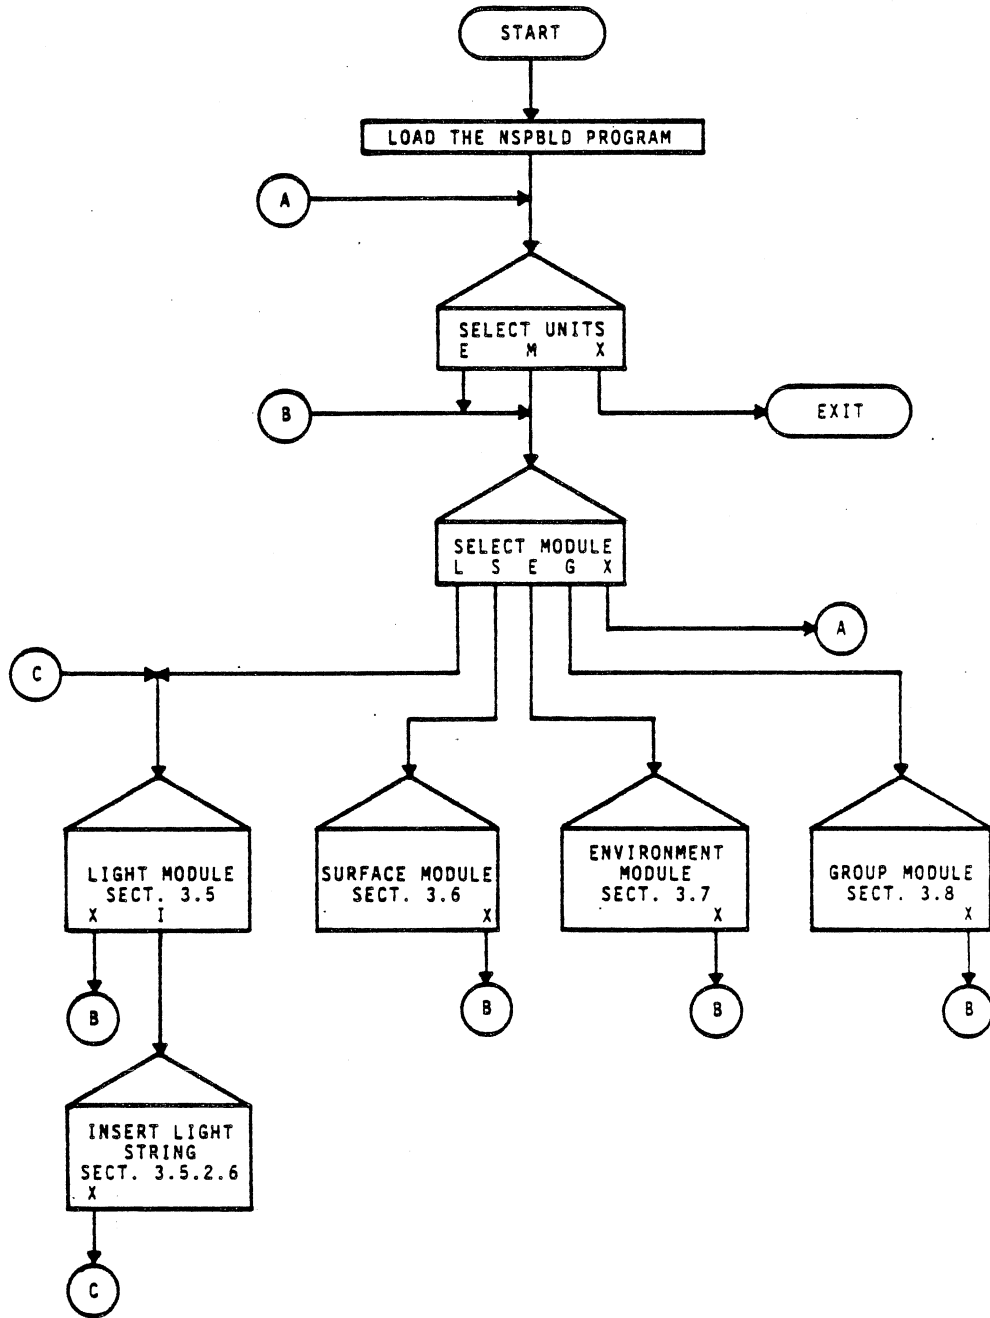 START
LOAD THE NSPBLD PROGRAM
A
SELECT UNITS
E M X
B
EXIT
SELECT MODULE
L S E G X
A
C
LIGHT MODULE
SECT. 3.5
X I
SURFACE MODULE
SECT. 3.6
X
ENVIRONMENT
MODULE
SECT. 3.7
X
GROUP MODULE
SECT. 3.8
X
B
B
B
B
INSERT LIGHT
STRING
SECT. 3.5.2.6
X
C